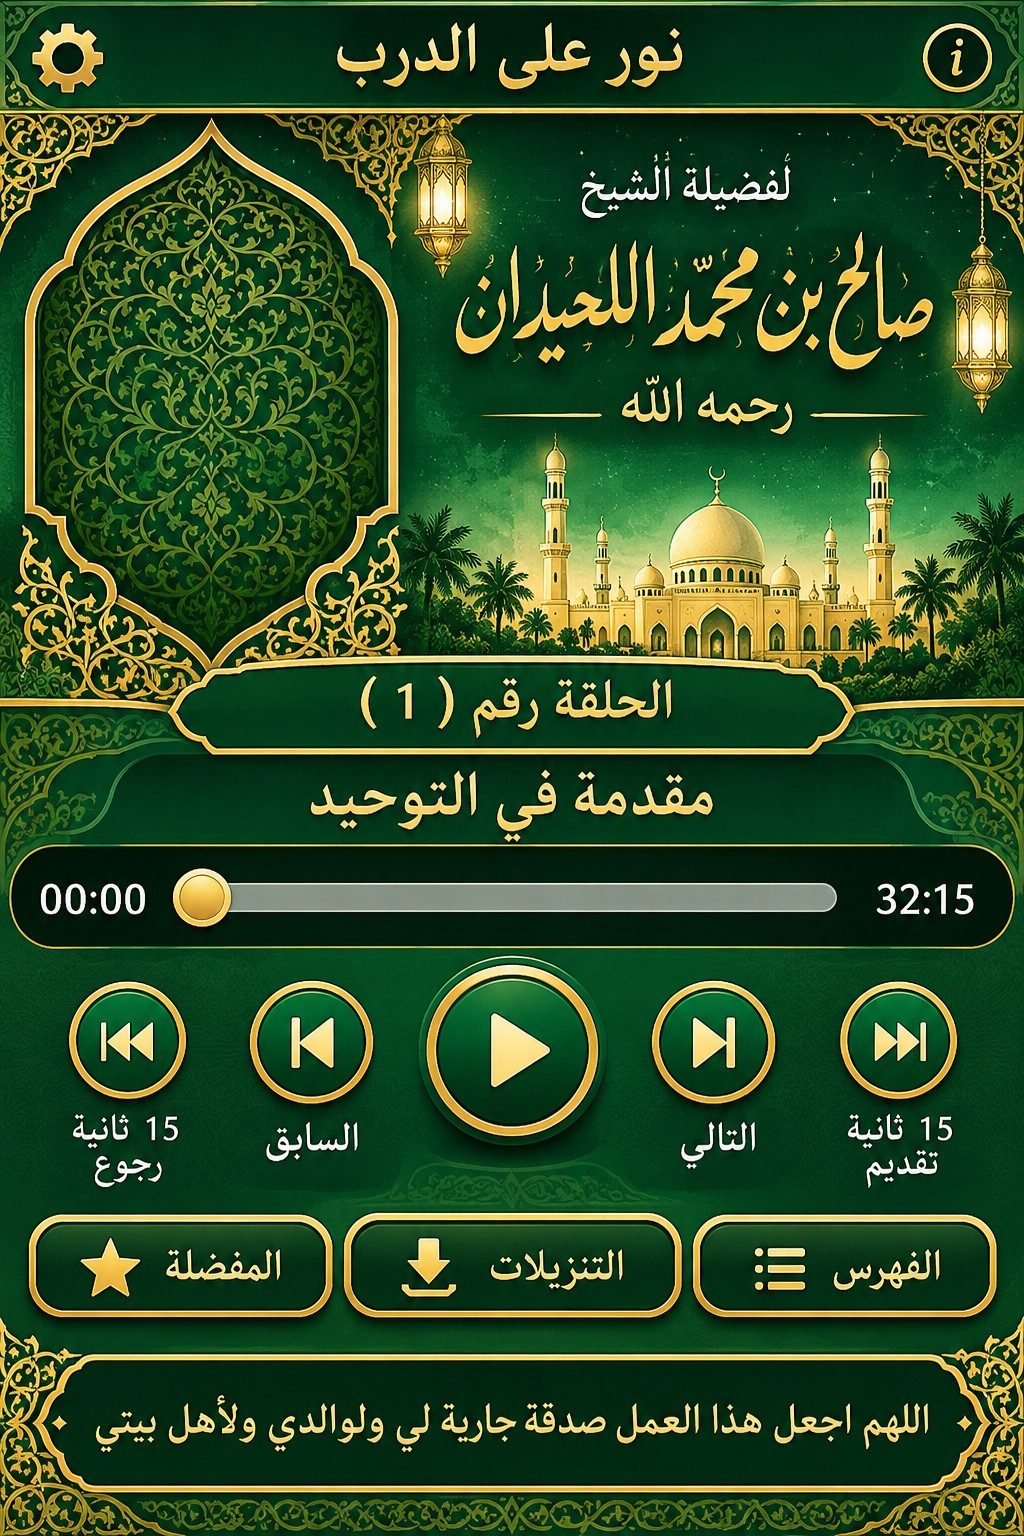 نور على الدرب
لفضيلة الشيخ
صالح بن محمد اللحيدان
رحمه الله
الحلقة رقم ( 1 )
مقدمة في التوحيد
00:00
32:15
15 ثانية
رجوع
السابق
التالي
15 ثانية
تقديم
المفضلة
التنزيلات
الفهرس
اللهم اجعل هذا العمل صدقة جارية لي ولوالدي ولأهل بيتي